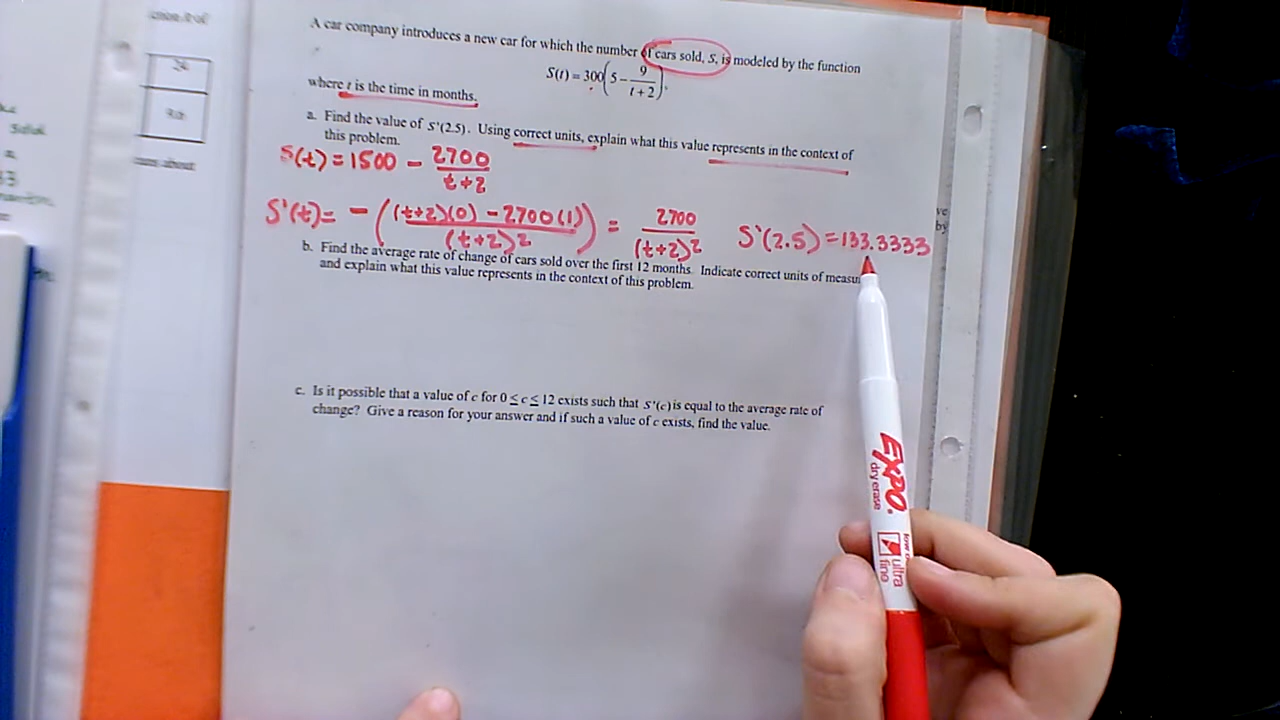 A car company introduces a new car for which the number of cars sold, S, is modeled by the function
S(t) = 300(5 - 9/(t + 2)),
where t is the time in months.
a. Find the value of S'(2.5). Using correct units, explain what this value represents in the context of
this problem.
S(t) = 1500 - 2700/(t+2)
S'(t) = -(((t+2)(0) - 2700(1))/(t+2)²) = 2700/(t+2)² S'(2.5) = 133.3333
b. Find the average rate of change of cars sold over the first 12 months. Indicate correct units of
and explain what this value represents in the context of this problem.
c. Is it possible that a value of c for 0 ≤ c ≤ 12 exists such that S'(c) is equal to the average rate of
change? Give a reason for your answer and if such a value of c exists, find the value.
EXPO®
dry erase
ultra
fine
ve
by